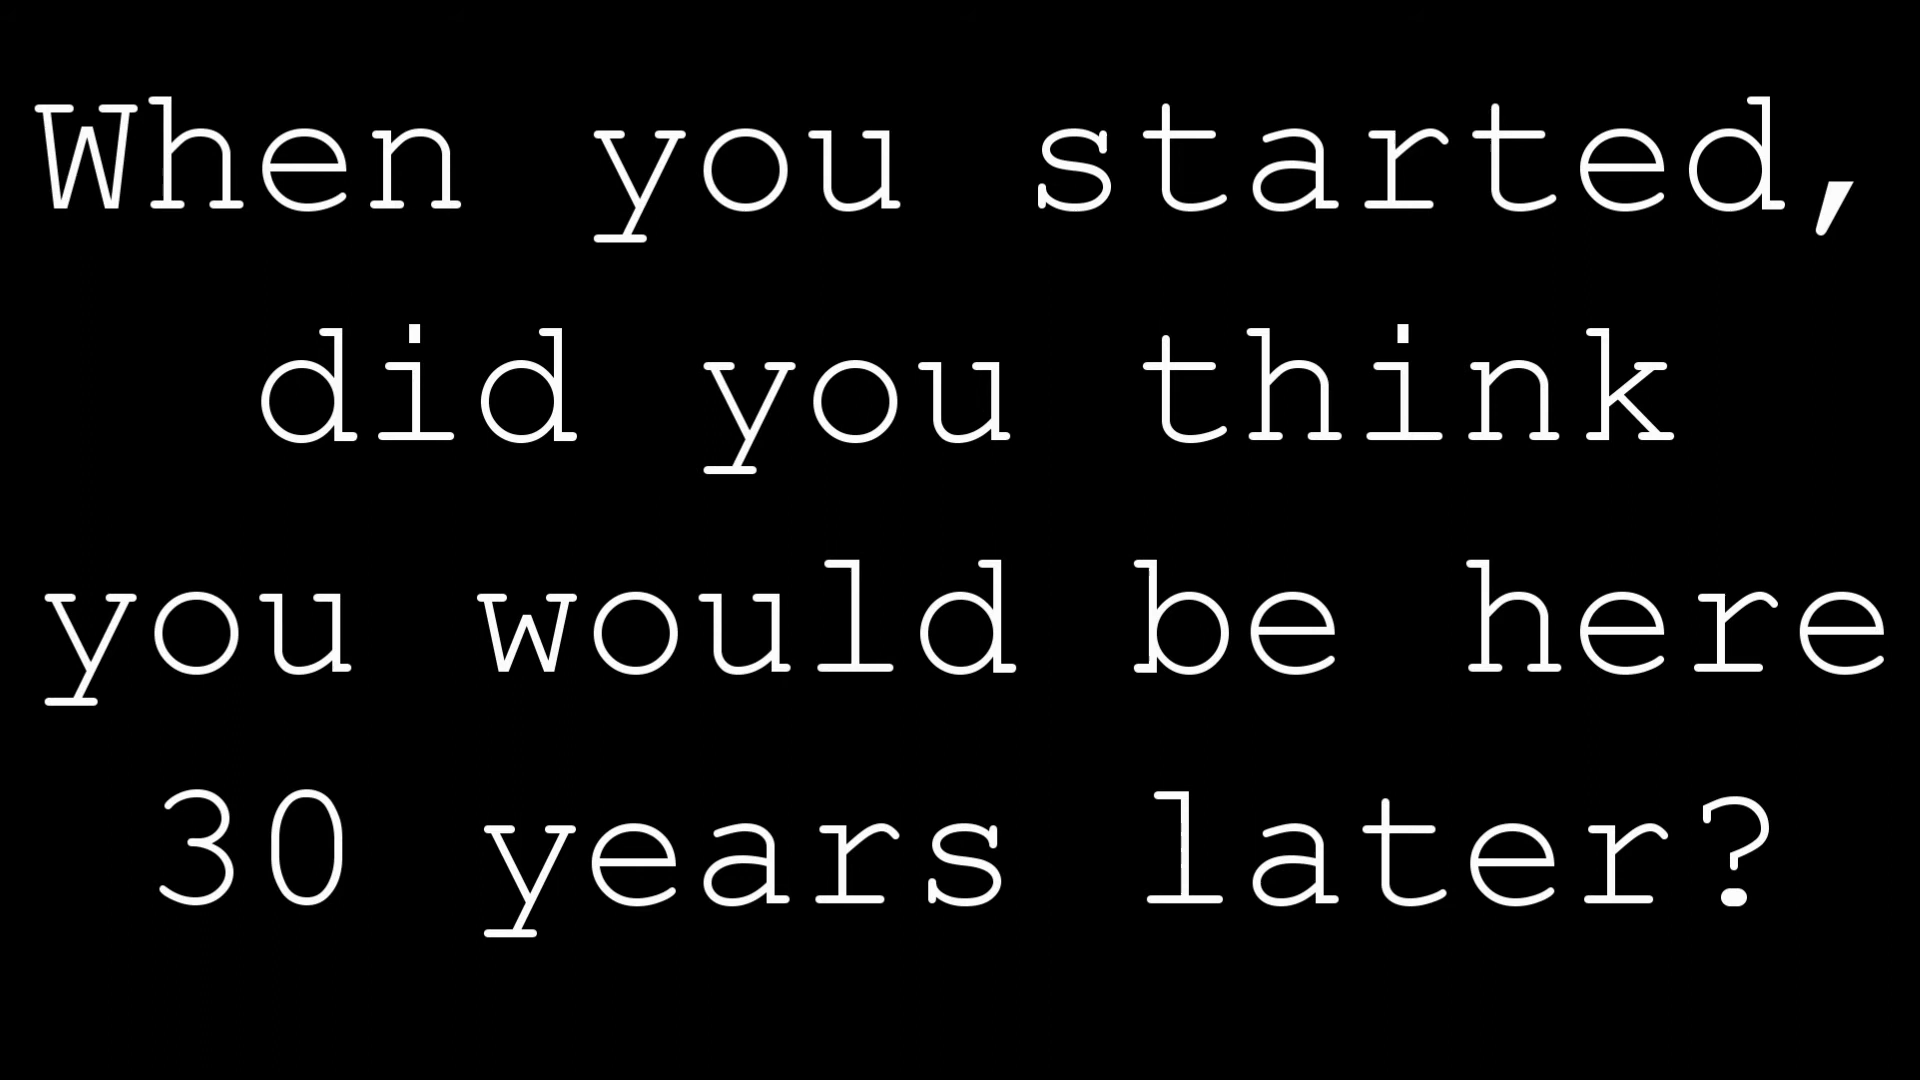 When you started,
did you think
you would be here
30 years later?